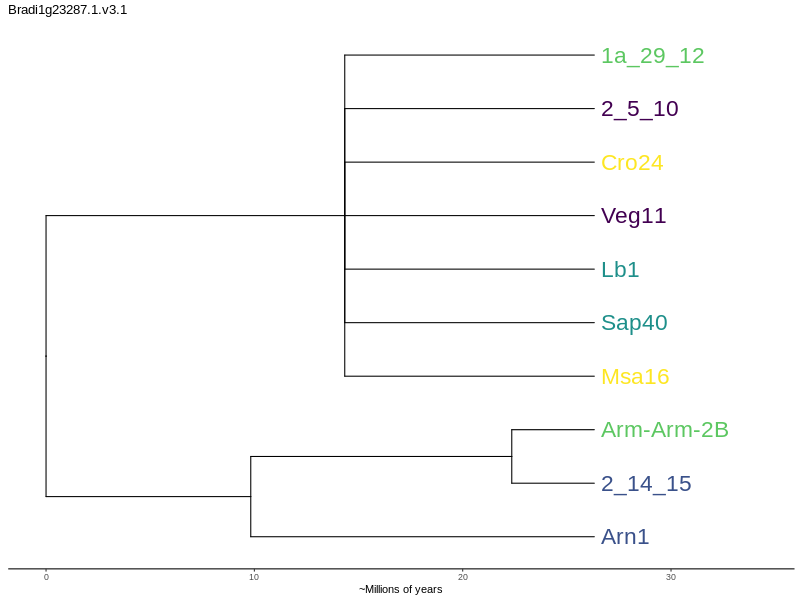 Bradi1g23287.1.v3.1
1a_29_12
2_5_10
Cro24
Veg11
Lb1
Sap40
Msa16
Arm-Arm-2B
2_14_15
Arn1
0 10 20 30
~Millions of years